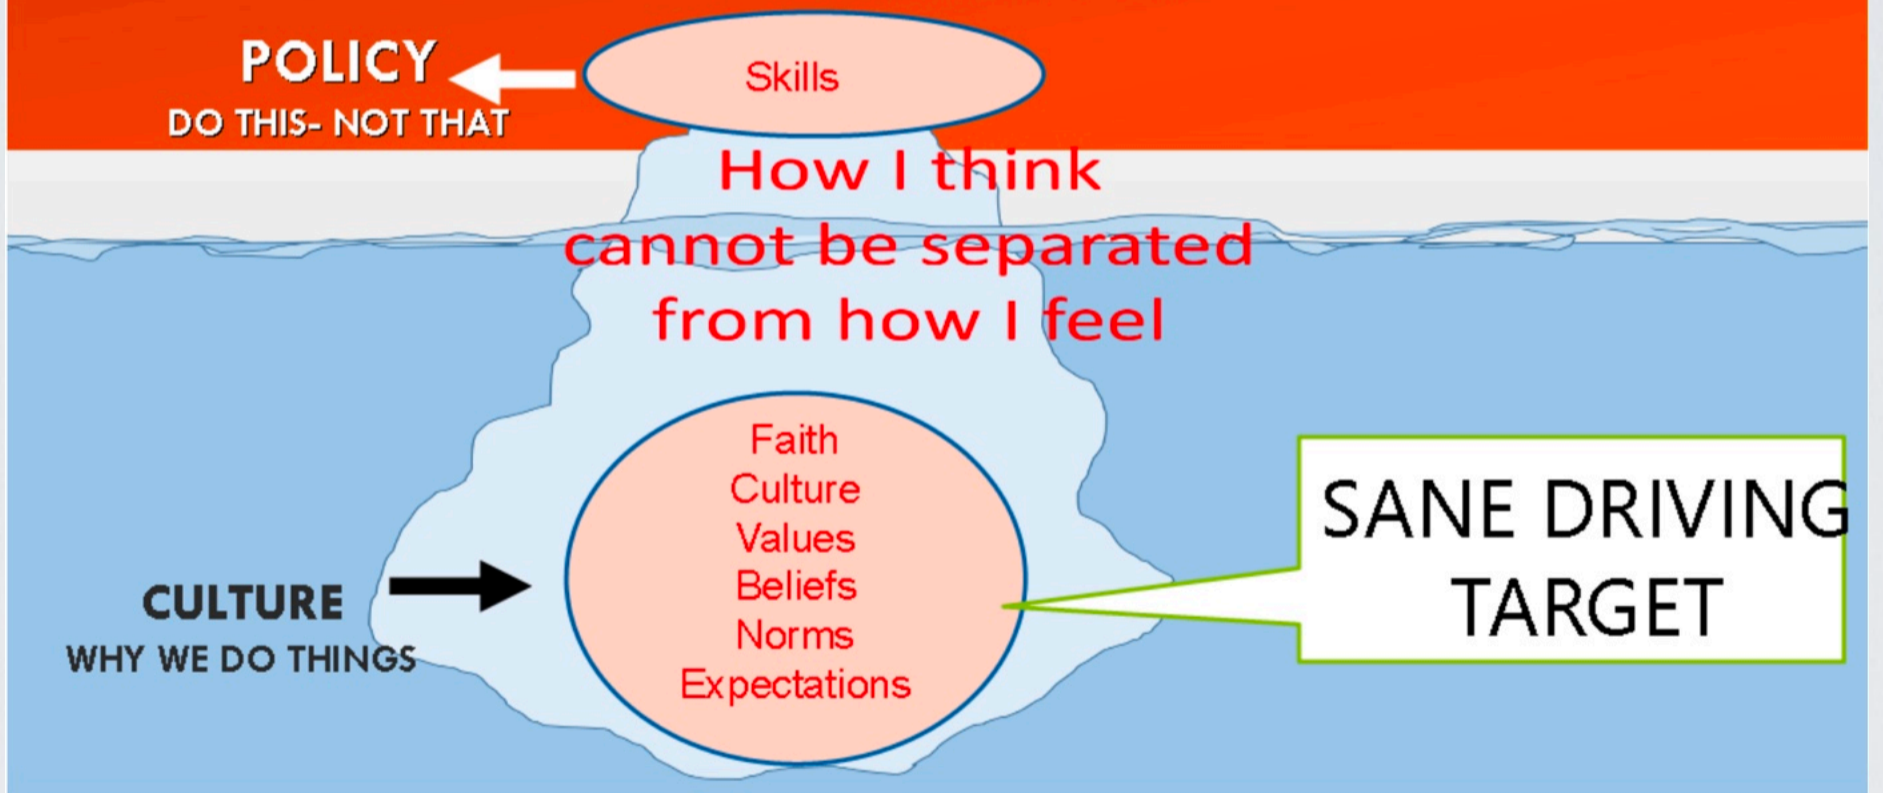 POLICY
DO THIS- NOT THAT
Skills
How I think
cannot be separated
from how I feel
Faith
Culture
Values
Beliefs
Norms
Expectations
CULTURE
WHY WE DO THINGS
SANE DRIVING
TARGET